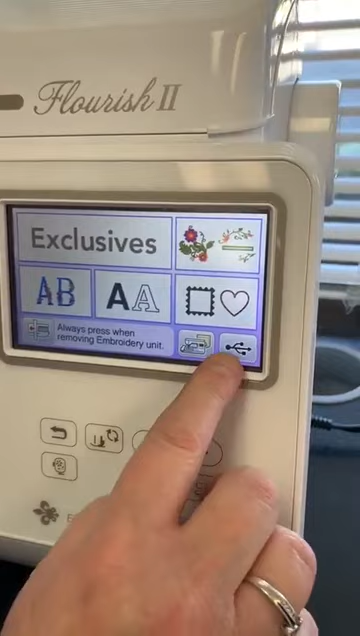 Flourish II
Exclusives
AB
AA
Always press when
removing Embroidery unit.